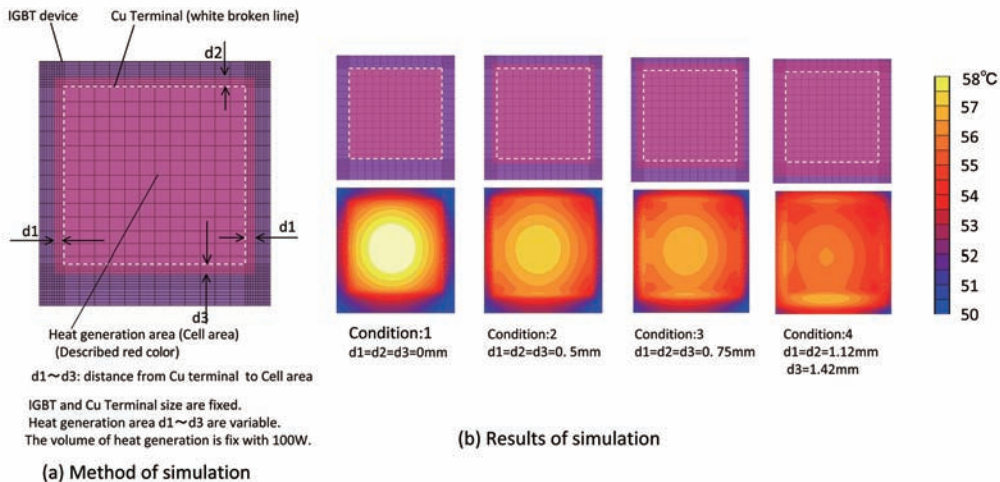 IGBT device
Cu Terminal (white broken line)
d2
d1
d1
d3
Heat generation area (Cell area)
(Described red color)
d1~d3: distance from Cu terminal to Cell area
IGBT and Cu Terminal size are fixed.
Heat generation area d1~d3 are variable.
The volume of heat generation is fix with 100W.
(a) Method of simulation
58℃
57
56
55
54
53
52
51
50
Condition:1
d1=d2=d3=0mm
Condition:2
d1=d2=d3=0. 5mm
Condition:3
d1=d2=d3=0. 75mm
Condition:4
d1=d2=1.12mm
d3=1.42mm
(b) Results of simulation